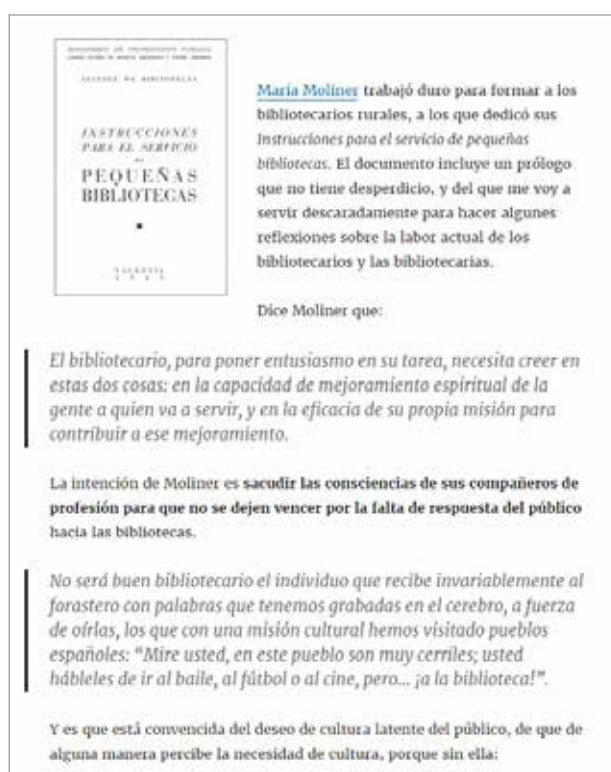 INSTRUCCIONES
PARA EL SERVICIO
DE
PEQUEÑAS
BIBLIOTECAS
VALENCIA
María Moliner trabajó duro para formar a los
bibliotecarios rurales, a los que dedicó sus
Instrucciones para el servicio de pequeñas
bibliotecas. El documento incluye un prólogo
que no tiene desperdicio, y del que me voy a
servir descaradamente para hacer algunas
reflexiones sobre la labor actual de los
bibliotecarios y las bibliotecarias.
Dice Moliner que:
El bibliotecario, para poner entusiasmo en su tarea, necesita creer en
estas dos cosas: en la capacidad de mejoramiento espiritual de la
gente a quien va a servir, y en la eficacia de su propia misión para
contribuir a ese mejoramiento.
La intención de Moliner es sacudir las consciencias de sus compañeros de
profesión para que no se dejen vencer por la falta de respuesta del público
hacia las bibliotecas.
No será buen bibliotecario el individuo que recibe invariablemente al
forastero con palabras que tenemos grabadas en el cerebro, a fuerza
de oírlas, los que con una misión cultural hemos visitado pueblos
españoles: “Mire usted, en este pueblo son muy cerriles; usted
hábleles de ir al baile, al fútbol o al cine, pero... ¡a la biblioteca!”.
Y es que está convencida del deseo de cultura latente del público, de que de
alguna manera percibe la necesidad de cultura, porque sin ella: